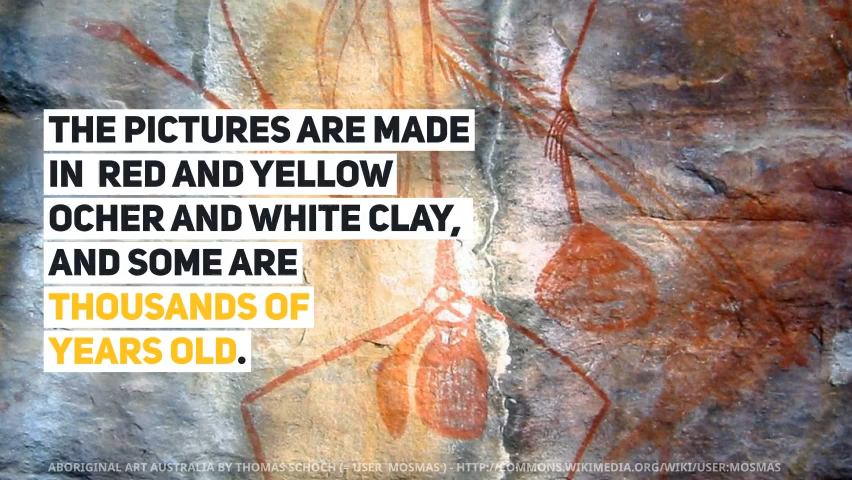 THE PICTURES ARE MADE
IN RED AND YELLOW
OCHER AND WHITE CLAY,
AND SOME ARE
THOUSANDS OF
YEARS OLD.
ABORIGINAL ART AUSTRALIA BY THOMAS SCHOCH (= USER MOSMAS ) - HTTP://COMMONS.WIKIMEDIA.ORG/WIKI/USER:MOSMAS